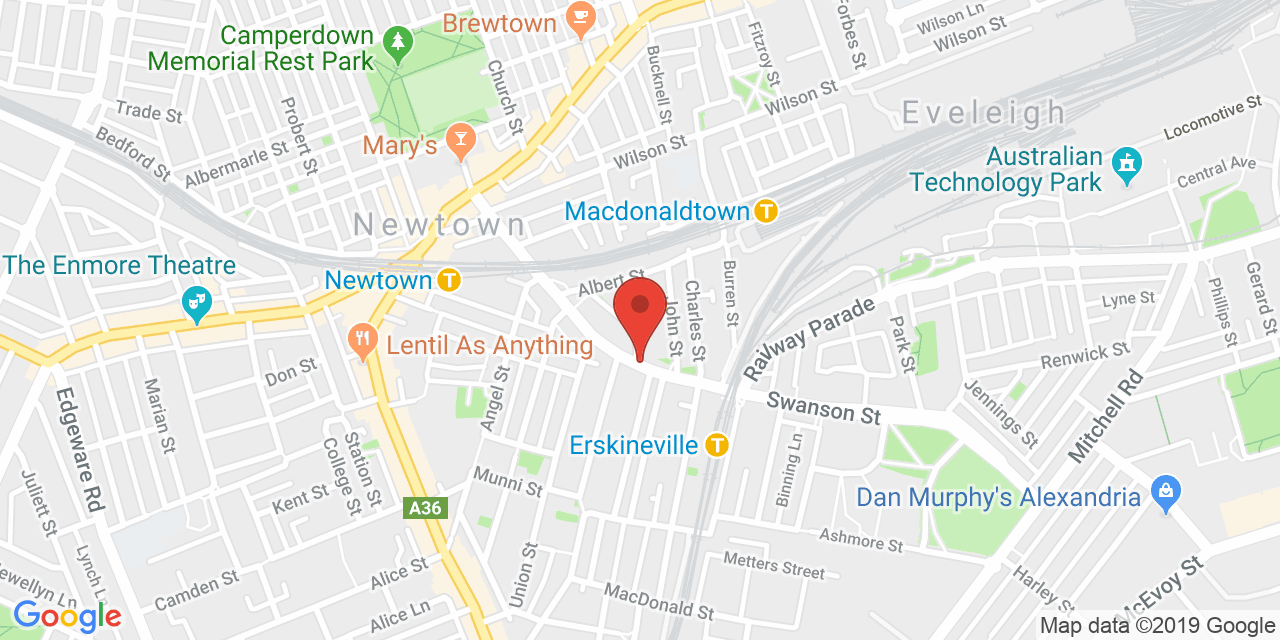 Wilson Ln
Wilson St
Forbes St
Fitzroy St
Brewtown
Camperdown
Memorial Rest Park
Church St
Bucknell St
Wilson St
Trade St
Probert St
Bedford St
Albermarle St
Mary's
Wilson St
Eveleigh
Locomotive St
Australian
Technology Park
Central Ave
Newtown
Macdonaldtown
T
The Enmore Theatre
Newtown
T
Albert St
John St
Charles St
Burren St
Railway Parade
Lyne St
Phillips St
Gerard St
Park St
Renwick St
Lentil As Anything
Don St
Marian St
Edgeware Rd
Angel St
Swanson St
Jennings St
Mitchell Rd
Erskineville
T
Binning Ln
Station St
College St
Munni St
Kent St
A36
Dan Murphy's Alexandria
Juliett St
Lynch Ln
Ashmore St
Metters Street
Union St
Alice St
Camden St
Alice Ln
MacDonald St
Harley St
McEvoy St
Google
Map data ©2019 Google